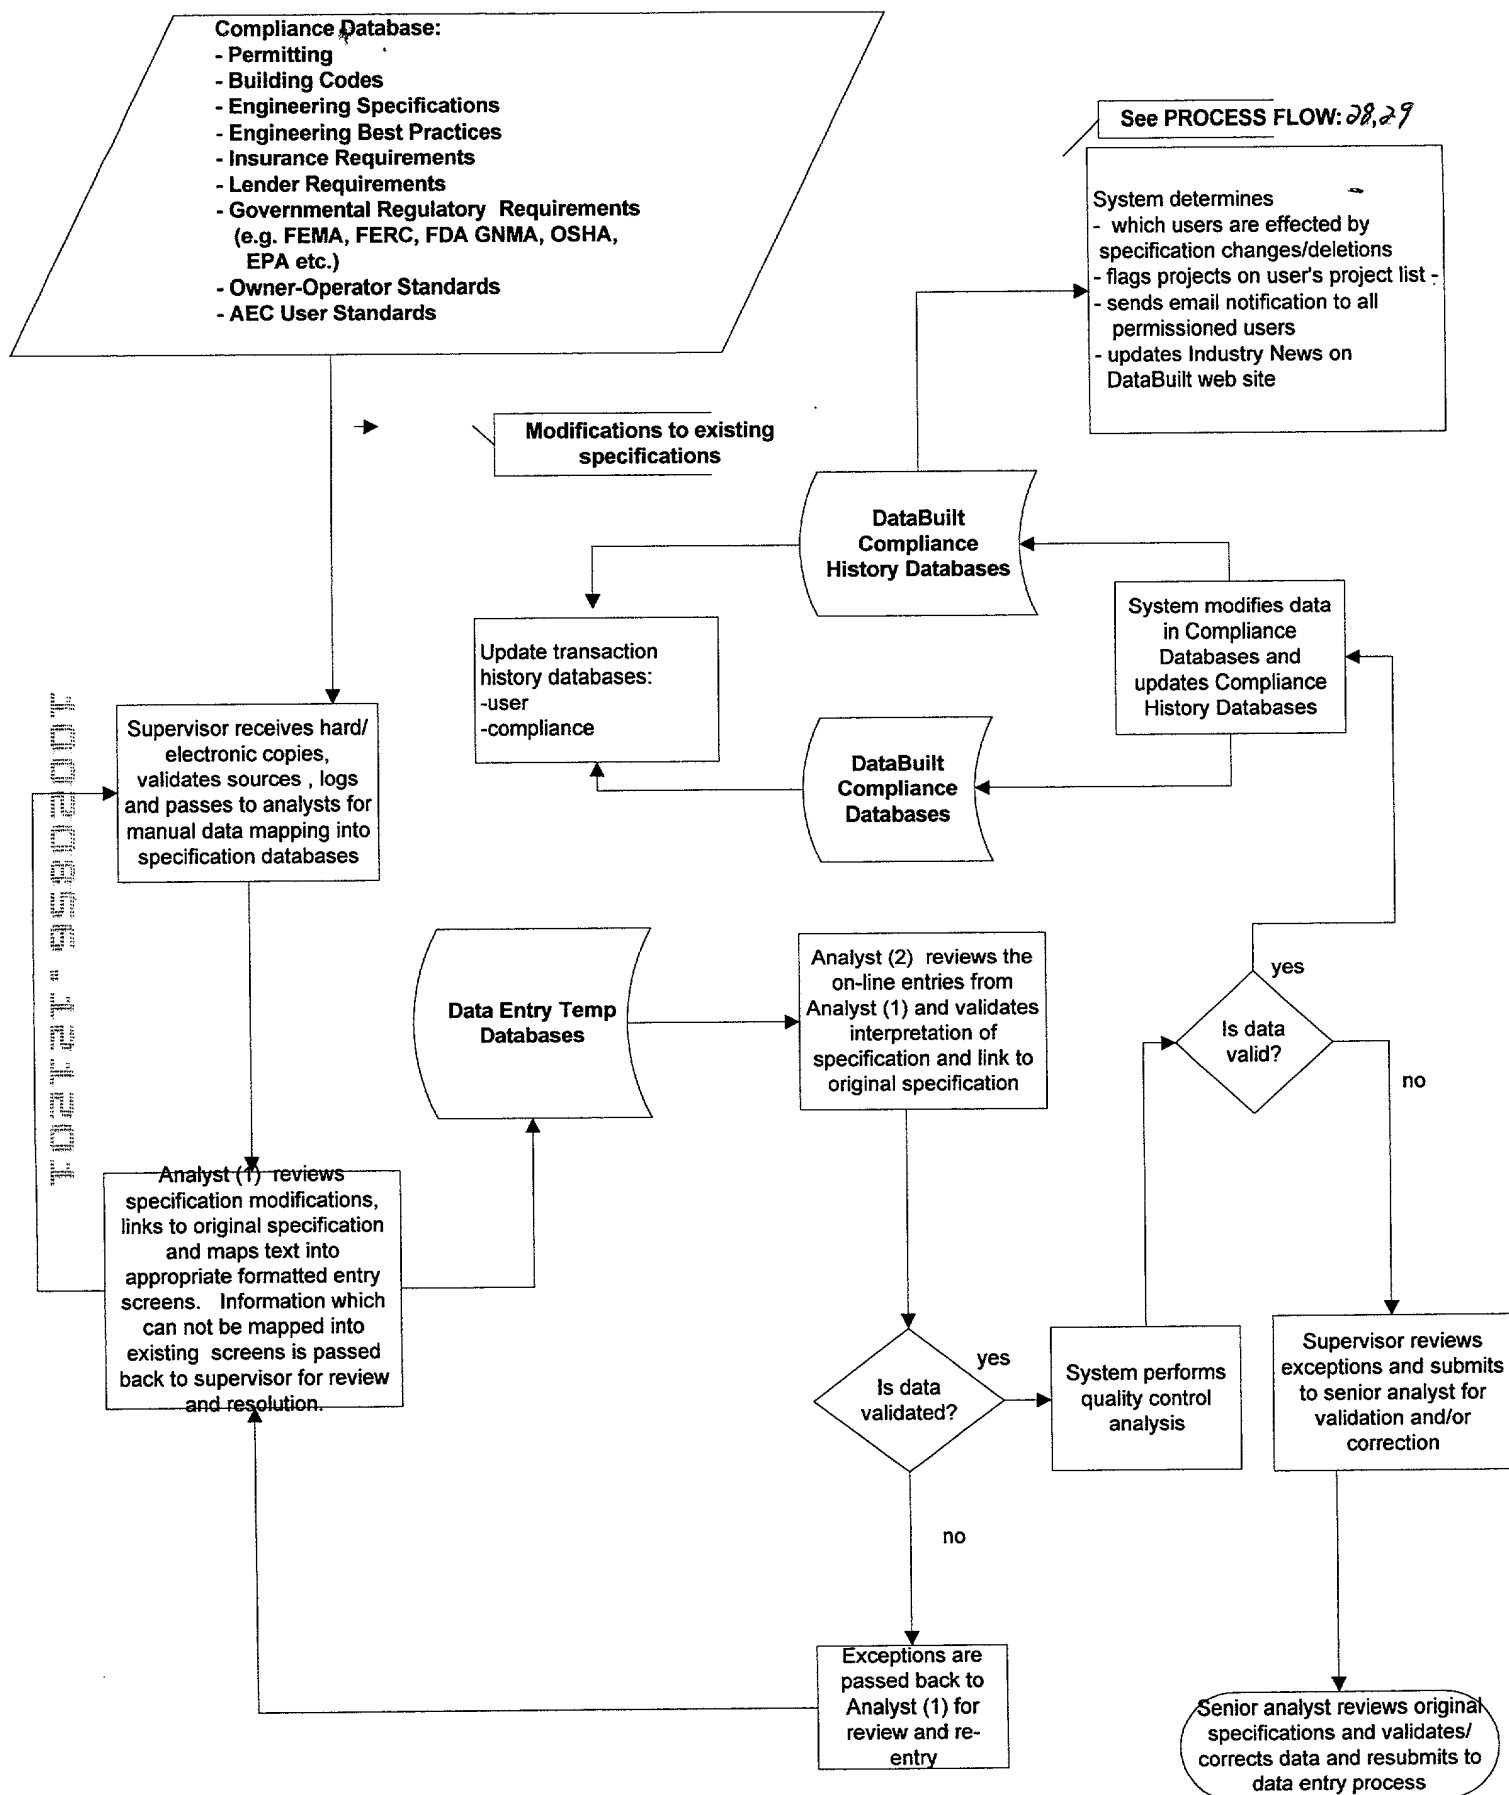 Compliance Database:
- Permitting
- Building Codes
- Engineering Specifications
- Engineering Best Practices
- Insurance Requirements
- Lender Requirements
- Governmental Regulatory Requirements
(e.g. FEMA, FERC, FDA GNMA, OSHA,
EPA etc.)
- Owner-Operator Standards
- AEC User Standards
See PROCESS FLOW: 28,29
System determines
- which users are effected by
specification changes/deletions
- flags projects on user's project list -
- sends email notification to all
permissioned users
- updates Industry News on
DataBuilt web site
Modifications to existing
specifications
DataBuilt
Compliance
History Databases
System modifies data
in Compliance
Databases and
updates Compliance
History Databases
Update transaction
history databases:
-user
-compliance
DataBuilt
Compliance
Databases
Supervisor receives hard/
electronic copies,
validates sources , logs
and passes to analysts for
manual data mapping into
specification databases
Data Entry Temp
Databases
Analyst (2) reviews the
on-line entries from
Analyst (1) and validates
interpretation of
specification and link to
original specification
yes
Is data
valid?
no
Analyst (1) reviews
specification modifications,
links to original specification
and maps text into
appropriate formatted entry
screens. Information which
can not be mapped into
existing screens is passed
back to supervisor for review
and resolution.
Is data
validated?
yes
System performs
quality control
analysis
Supervisor reviews
exceptions and submits
to senior analyst for
validation and/or
correction
no
Exceptions are
passed back to
Analyst (1) for
review and re-
entry
Senior analyst reviews original
specifications and validates/
corrects data and resubmits to
data entry process